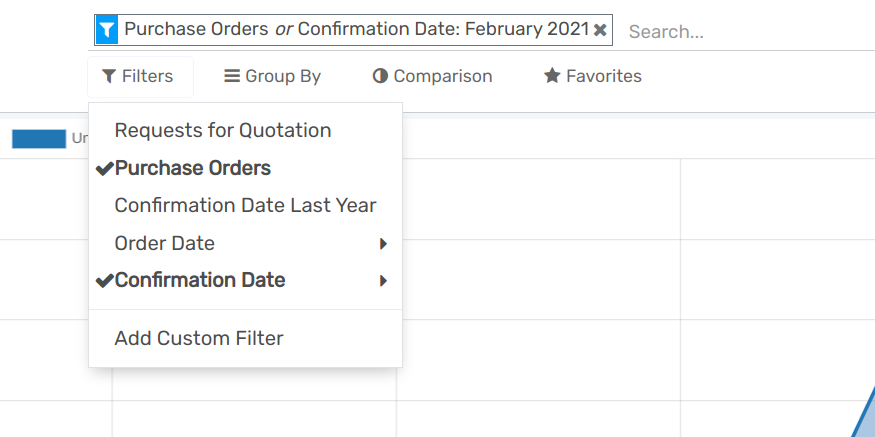 Purchase Orders or Confirmation Date: February 2021
Search...
Filters
Group By
Comparison
Favorites
Requests for Quotation
Purchase Orders
Confirmation Date Last Year
Order Date
Confirmation Date
Add Custom Filter